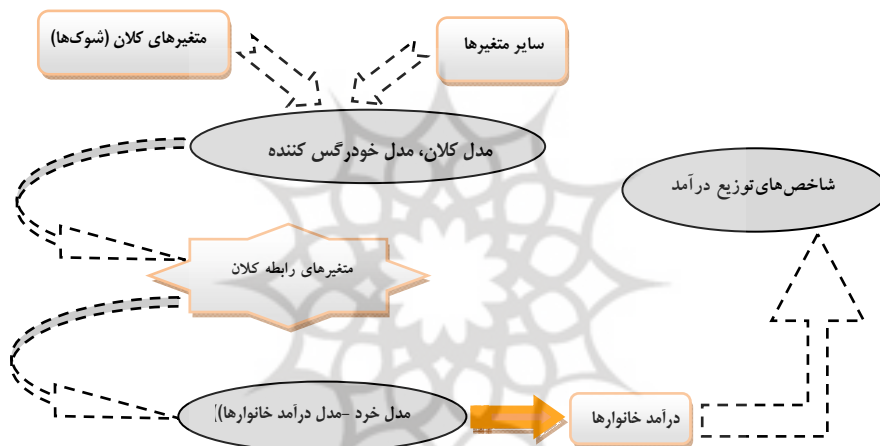 متغیرهای کلان (شوک‌ها)
سایر متغیرها
مدل کلان، مدل خودرگس کننده
شاخص‌های توزیع درآمد
متغیرهای رابطه کلان
مدل خرد -مدل درآمد خانوارها))
درآمد خانوارها